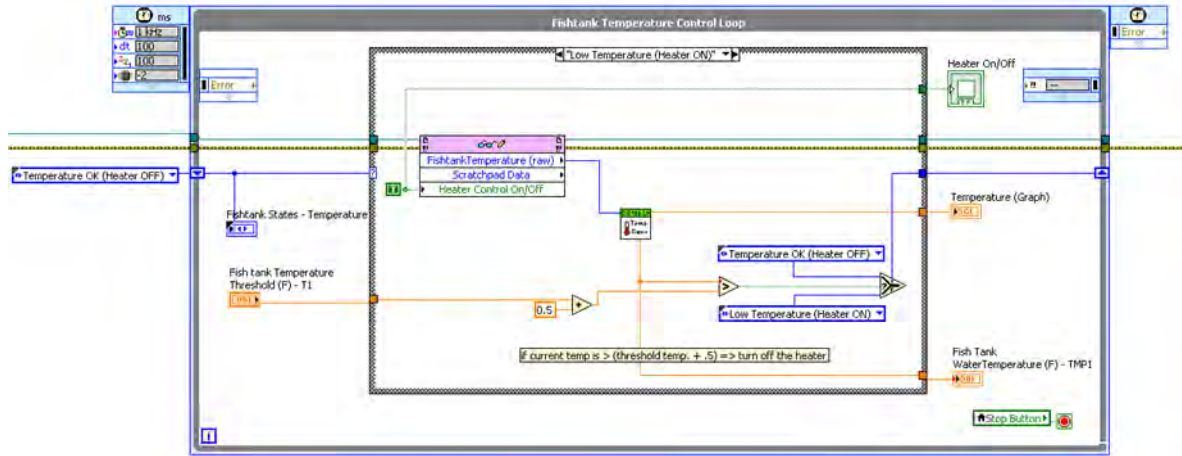 ms
Fishtank Temperature Control Loop
1 kHz
dt 100
100
-2
Error
"Low Temperature (Heater ON)"
Error
Heater On/Off
Error
FishtankTemperature (raw)
Scratchpad Data
Heater Control On/Off
Temperature OK (Heater OFF)
Fishtank States - Temperature
Temperature (Graph)
Temp
Temperature OK (Heater OFF)
Fish tank Temperature
Threshold (F) - T1
0.5
+
>
Low Temperature (Heater ON)
if current temp is > (threshold temp. + .5) => turn off the heater
Fish Tank
WaterTemperature (F) - TMP1
Stop Button
i